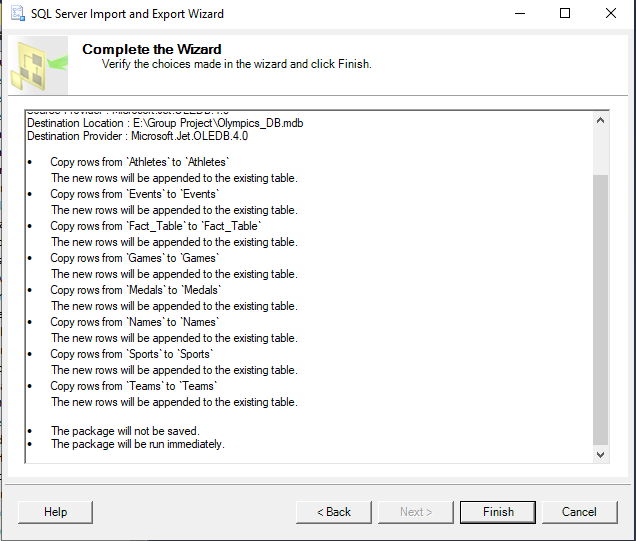 SQL Server Import and Export Wizard
Complete the Wizard
Verify the choices made in the wizard and click Finish.
Source Provider : Microsoft.Jet.OLEDB.4.0
Destination Location : E:\Group Project\Olympics_DB.mdb
Destination Provider : Microsoft.Jet.OLEDB.4.0
• Copy rows from `Athletes` to `Athletes`
The new rows will be appended to the existing table.
• Copy rows from `Events` to `Events`
The new rows will be appended to the existing table.
• Copy rows from `Fact_Table` to `Fact_Table`
The new rows will be appended to the existing table.
• Copy rows from `Games` to `Games`
The new rows will be appended to the existing table.
• Copy rows from `Medals` to `Medals`
The new rows will be appended to the existing table.
• Copy rows from `Names` to `Names`
The new rows will be appended to the existing table.
• Copy rows from `Sports` to `Sports`
The new rows will be appended to the existing table.
• Copy rows from `Teams` to `Teams`
The new rows will be appended to the existing table.
• The package will not be saved.
• The package will be run immediately.
Help
< Back
Next >
Finish
Cancel